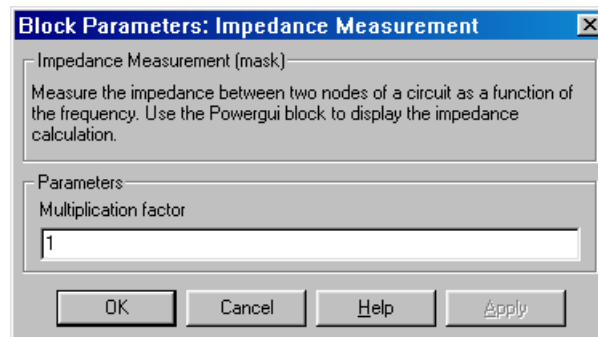 Block Parameters: Impedance Measurement
Impedance Measurement (mask)
Measure the impedance between two nodes of a circuit as a function of
the frequency. Use the Powergui block to display the impedance
calculation.
Parameters
Multiplication factor
1
OK Cancel Help Apply